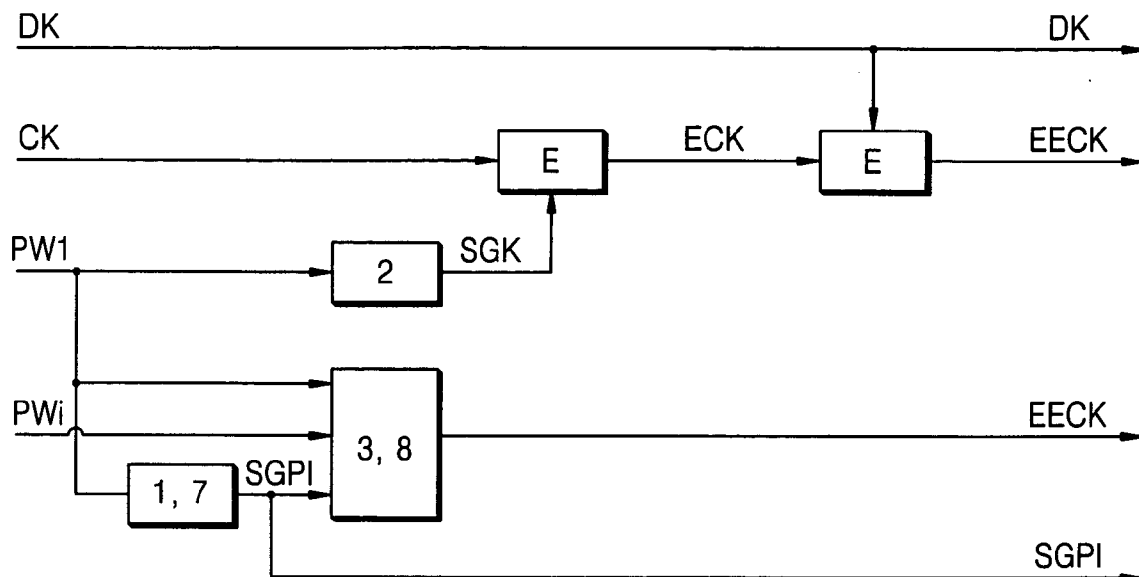 DK DK
CK E ECK E EECK
PW1 2 SGK
PWi 3, 8 EECK
1, 7 SGPI
SGPI